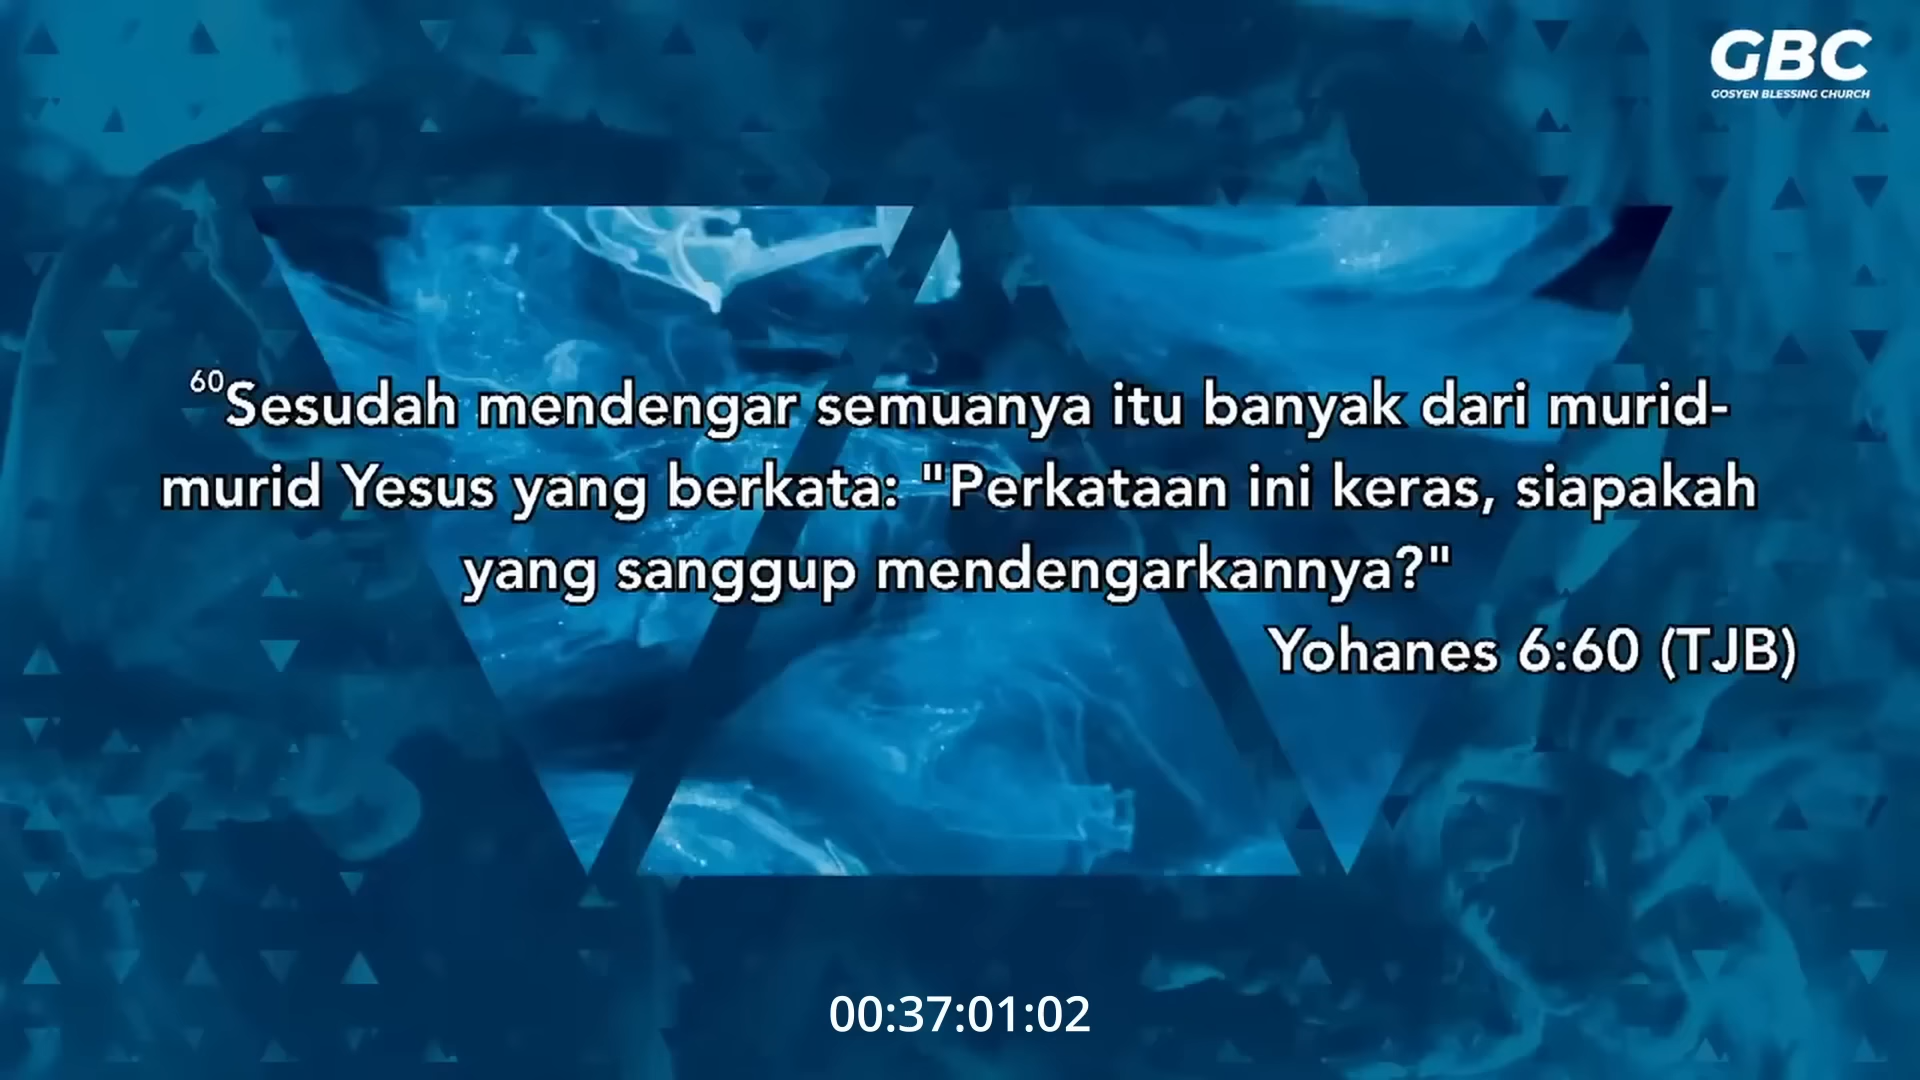 GBC
GOSYEN BLESSING CHURCH
60Sesudah mendengar semuanya itu banyak dari murid-
murid Yesus yang berkata: "Perkataan ini keras, siapakah
yang sanggup mendengarkannya?"
Yohanes 6:60 (TJB)
00:37:01:02